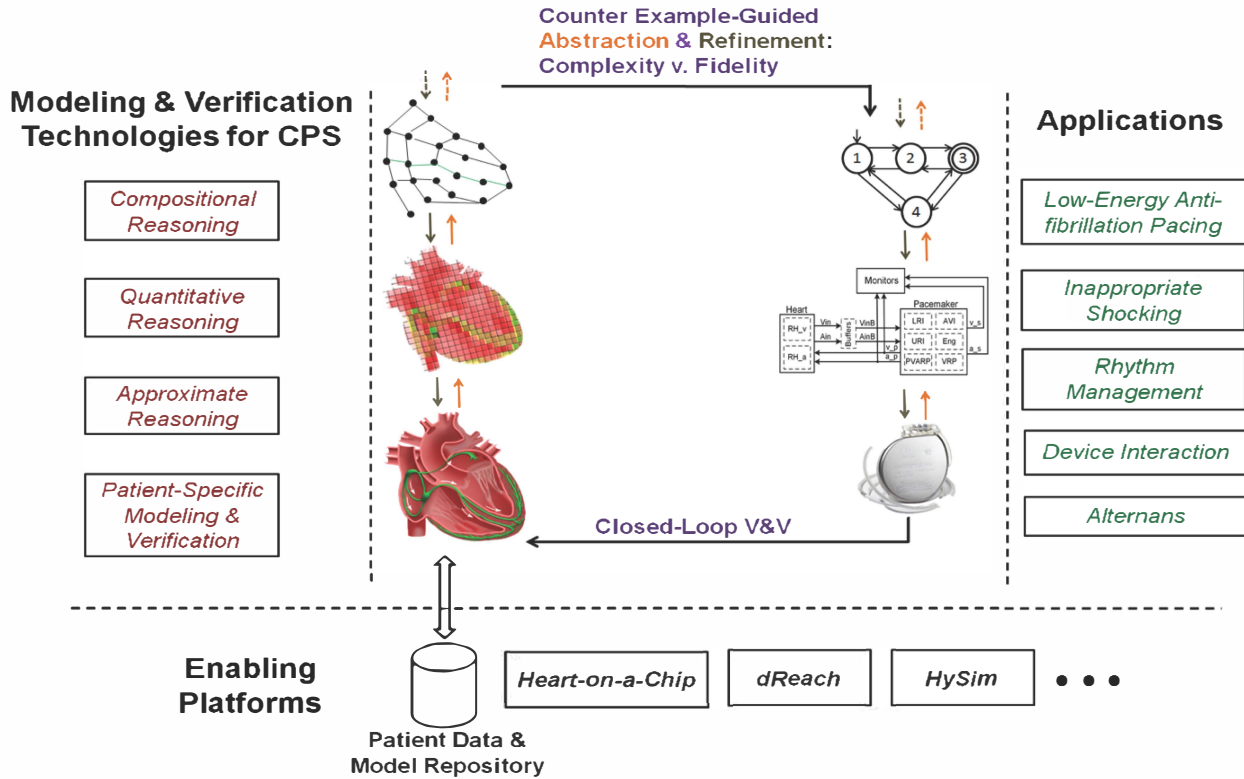 Counter Example-Guided
Abstraction & Refinement:
Complexity v. Fidelity
Modeling & Verification
Technologies for CPS
Compositional
Reasoning
Quantitative
Reasoning
Approximate
Reasoning
Patient-Specific
Modeling &
Verification
1
2
3
4
Monitors
Heart
RH_v
RH_a
Vin
Ain
Buffers
VinB
AinB
v_p
a_p
Pacemaker
LRI
AVI
URI
Eng
PVARP
VRP
v_s
a_s
Closed-Loop V&V
Applications
Low-Energy Anti-
fibrillation Pacing
Inappropriate
Shocking
Rhythm
Management
Device Interaction
Alternans
Enabling
Platforms
Patient Data &
Model Repository
Heart-on-a-Chip
dReach
HySim